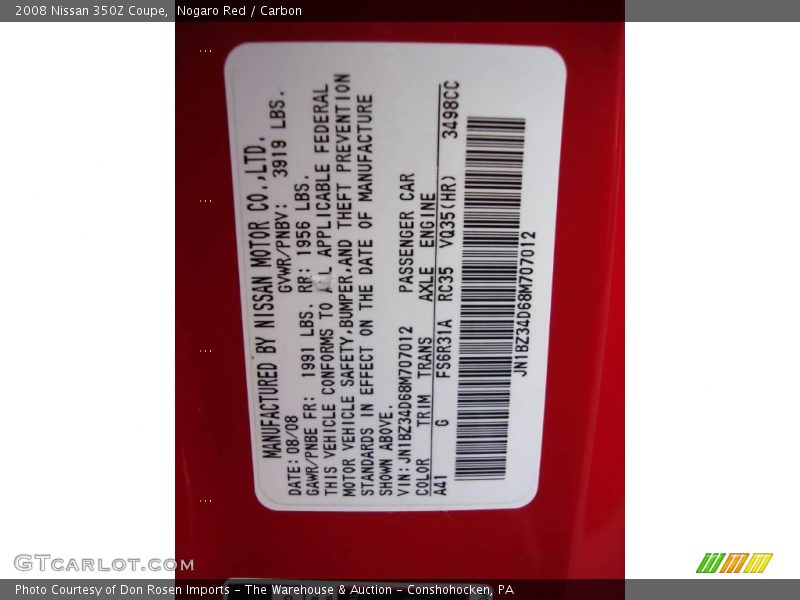 2008 Nissan 350Z Coupe, Nogaro Red / Carbon
MANUFACTURED BY NISSAN MOTOR CO.,LTD.
DATE: 08/08 GVWR/PNBV: 3919 LBS.
GAWR/PNBE FR: 1991 LBS. RR: 1956 LBS.
THIS VEHICLE CONFORMS TO ALL APPLICABLE FEDERAL
MOTOR VEHICLE SAFETY,BUMPER,AND THEFT PREVENTION
STANDARDS IN EFFECT ON THE DATE OF MANUFACTURE
SHOWN ABOVE.
VIN:JN1BZ34D68M707012 PASSENGER CAR
COLOR TRIM TRANS AXLE ENGINE
A41 G FS6R31A RC35 VQ35(HR) 3498CC
JN1BZ34D68M707012
GTCARLOT.COM
Photo Courtesy of Don Rosen Imports - The Warehouse & Auction - Conshohocken, PA